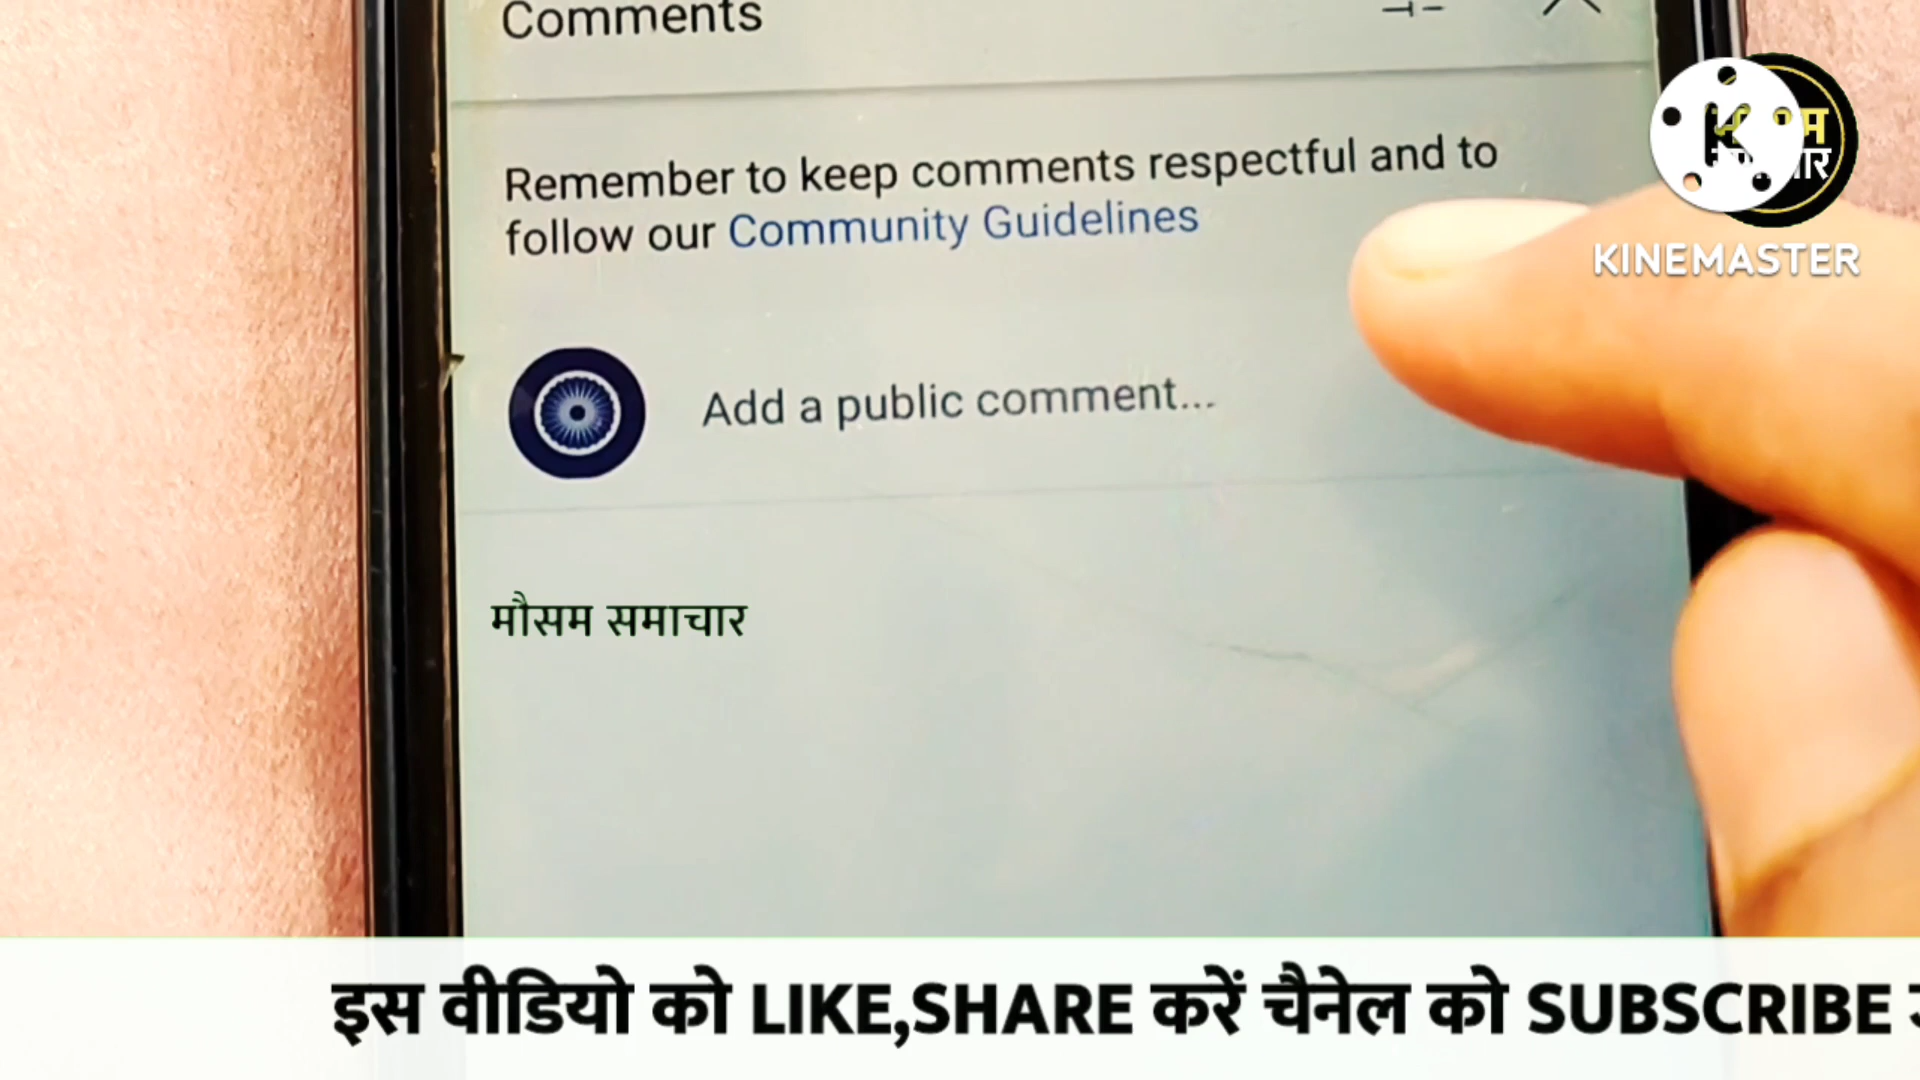 Comments
Remember to keep comments respectful and to
follow our Community Guidelines
KINEMASTER
Add a public comment...
मौसम समाचार
इस वीडियो को LIKE,SHARE करें चैनेल को SUBSCRIBE